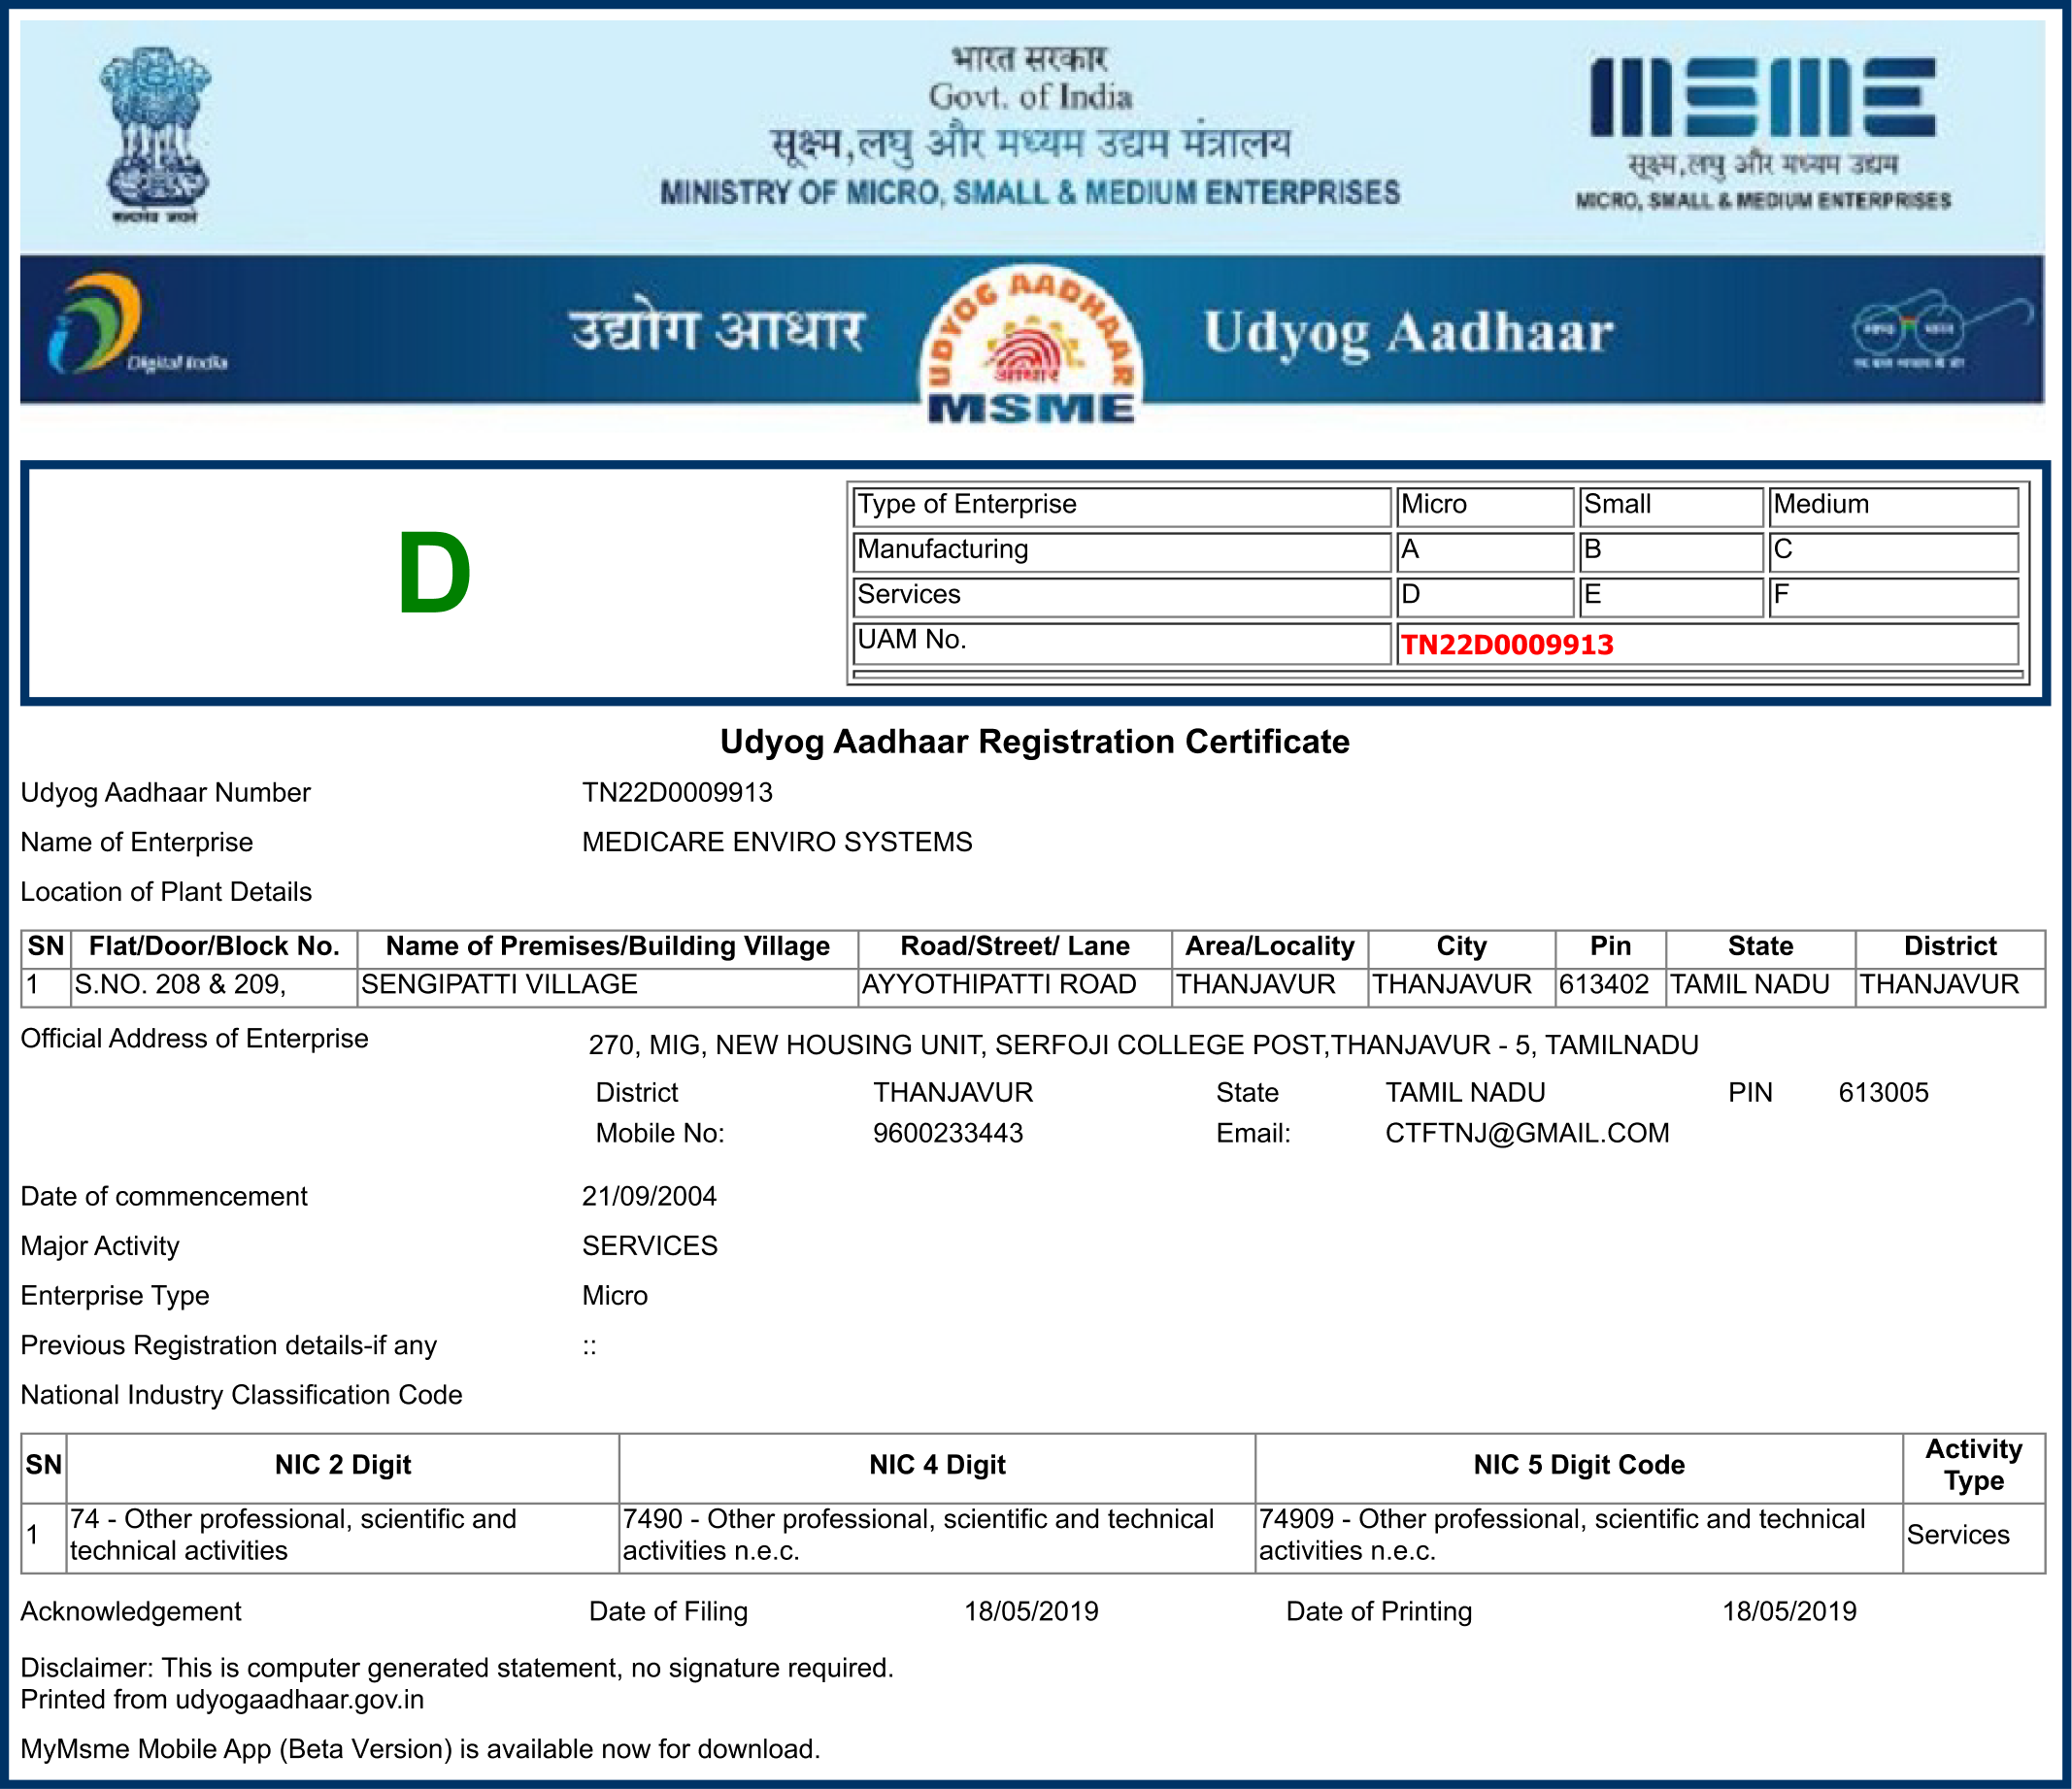 भारत सरकार
Govt. of India
सूक्ष्म,लघु और मध्यम उद्यम मंत्रालय
MINISTRY OF MICRO, SMALL & MEDIUM ENTERPRISES
सत्यमेव जयते
MSME
सूक्ष्म,लघु और मध्यम उद्यम
MICRO, SMALL & MEDIUM ENTERPRISES
Digital India
उद्योग आधार
UDYOG AADHAAR
आधार
MSME
Udyog Aadhaar
स्वच्छ भारत
एक कदम स्वच्छता की ओर
D
Type of Enterprise Micro Small Medium
Manufacturing A B C
Services D E F
UAM No. TN22D0009913
Udyog Aadhaar Registration Certificate
Udyog Aadhaar Number TN22D0009913
Name of Enterprise MEDICARE ENVIRO SYSTEMS
Location of Plant Details
SN Flat/Door/Block No. Name of Premises/Building Village Road/Street/ Lane Area/Locality City Pin State District
1 S.NO. 208 & 209, SENGIPATTI VILLAGE AYYOTHIPATTI ROAD THANJAVUR THANJAVUR 613402 TAMIL NADU THANJAVUR
Official Address of Enterprise 270, MIG, NEW HOUSING UNIT, SERFOJI COLLEGE POST,THANJAVUR - 5, TAMILNADU
District THANJAVUR State TAMIL NADU PIN 613005
Mobile No: 9600233443 Email: CTFTNJ@GMAIL.COM
Date of commencement 21/09/2004
Major Activity SERVICES
Enterprise Type Micro
Previous Registration details-if any ::
National Industry Classification Code
SN NIC 2 Digit NIC 4 Digit NIC 5 Digit Code Activity Type
1 74 - Other professional, scientific and technical activities 7490 - Other professional, scientific and technical activities n.e.c. 74909 - Other professional, scientific and technical activities n.e.c. Services
Acknowledgement Date of Filing 18/05/2019 Date of Printing 18/05/2019
Disclaimer: This is computer generated statement, no signature required.
Printed from udyogaadhaar.gov.in
MyMsme Mobile App (Beta Version) is available now for download.